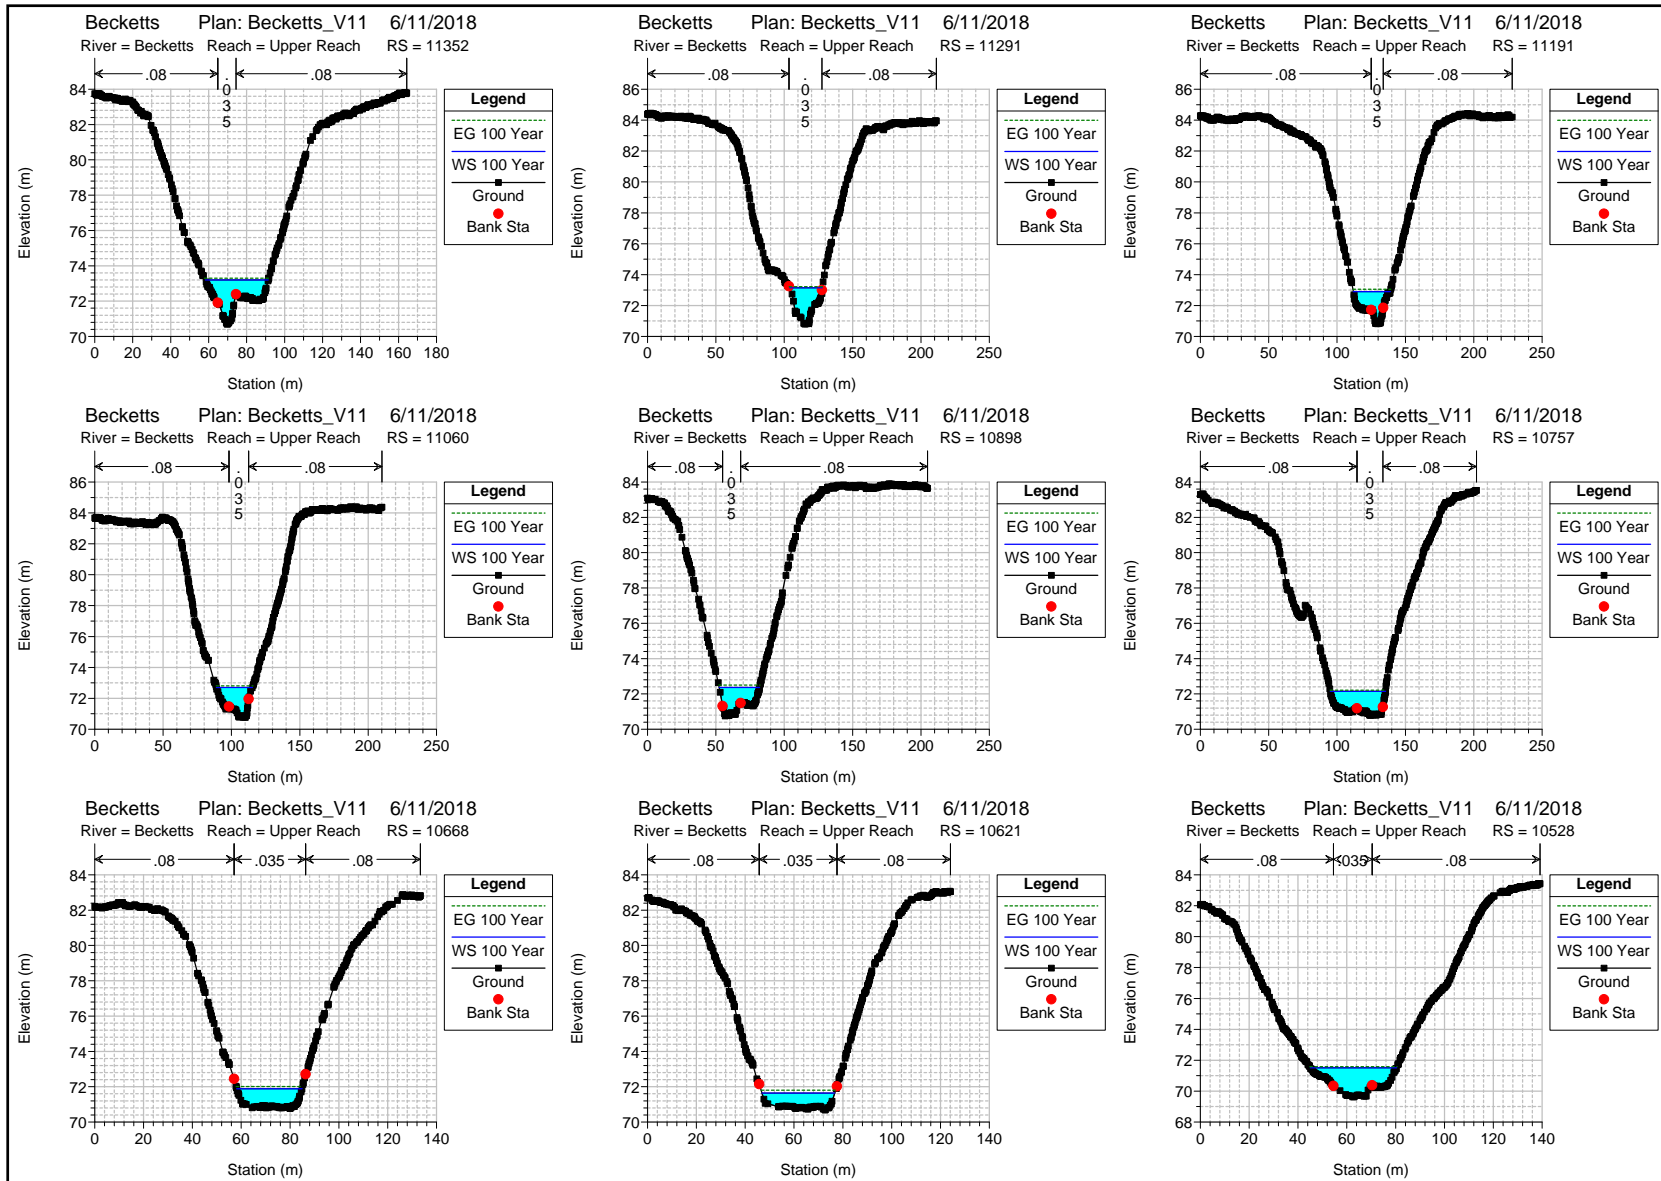 Becketts Plan: Becketts_V11 6/11/2018
River = Becketts Reach = Upper Reach RS = 11352
.08 .035 .08
84
82
80
78
76
74
72
70
0 20 40 60 80 100 120 140 160 180
Station (m)
Elevation (m)
Legend
EG 100 Year
WS 100 Year
Ground
Bank Sta
Becketts Plan: Becketts_V11 6/11/2018
River = Becketts Reach = Upper Reach RS = 11291
.08 .035 .08
86
84
82
80
78
76
74
72
70
0 50 100 150 200 250
Station (m)
Elevation (m)
Legend
EG 100 Year
WS 100 Year
Ground
Bank Sta
Becketts Plan: Becketts_V11 6/11/2018
River = Becketts Reach = Upper Reach RS = 11191
.08 .035 .08
86
84
82
80
78
76
74
72
70
0 50 100 150 200 250
Station (m)
Elevation (m)
Legend
EG 100 Year
WS 100 Year
Ground
Bank Sta
Becketts Plan: Becketts_V11 6/11/2018
River = Becketts Reach = Upper Reach RS = 11060
.08 .035 .08
86
84
82
80
78
76
74
72
70
0 50 100 150 200 250
Station (m)
Elevation (m)
Legend
EG 100 Year
WS 100 Year
Ground
Bank Sta
Becketts Plan: Becketts_V11 6/11/2018
River = Becketts Reach = Upper Reach RS = 10898
.08 .035 .08
84
82
80
78
76
74
72
70
0 50 100 150 200 250
Station (m)
Elevation (m)
Legend
EG 100 Year
WS 100 Year
Ground
Bank Sta
Becketts Plan: Becketts_V11 6/11/2018
River = Becketts Reach = Upper Reach RS = 10757
.08 .035 .08
84
82
80
78
76
74
72
70
0 50 100 150 200 250
Station (m)
Elevation (m)
Legend
EG 100 Year
WS 100 Year
Ground
Bank Sta
Becketts Plan: Becketts_V11 6/11/2018
River = Becketts Reach = Upper Reach RS = 10668
.08 .035 .08
84
82
80
78
76
74
72
70
0 20 40 60 80 100 120 140
Station (m)
Elevation (m)
Legend
EG 100 Year
WS 100 Year
Ground
Bank Sta
Becketts Plan: Becketts_V11 6/11/2018
River = Becketts Reach = Upper Reach RS = 10621
.08 .035 .08
84
82
80
78
76
74
72
70
0 20 40 60 80 100 120 140
Station (m)
Elevation (m)
Legend
EG 100 Year
WS 100 Year
Ground
Bank Sta
Becketts Plan: Becketts_V11 6/11/2018
River = Becketts Reach = Upper Reach RS = 10528
.08 .035 .08
84
82
80
78
76
74
72
70
68
0 20 40 60 80 100 120 140
Station (m)
Elevation (m)
Legend
EG 100 Year
WS 100 Year
Ground
Bank Sta